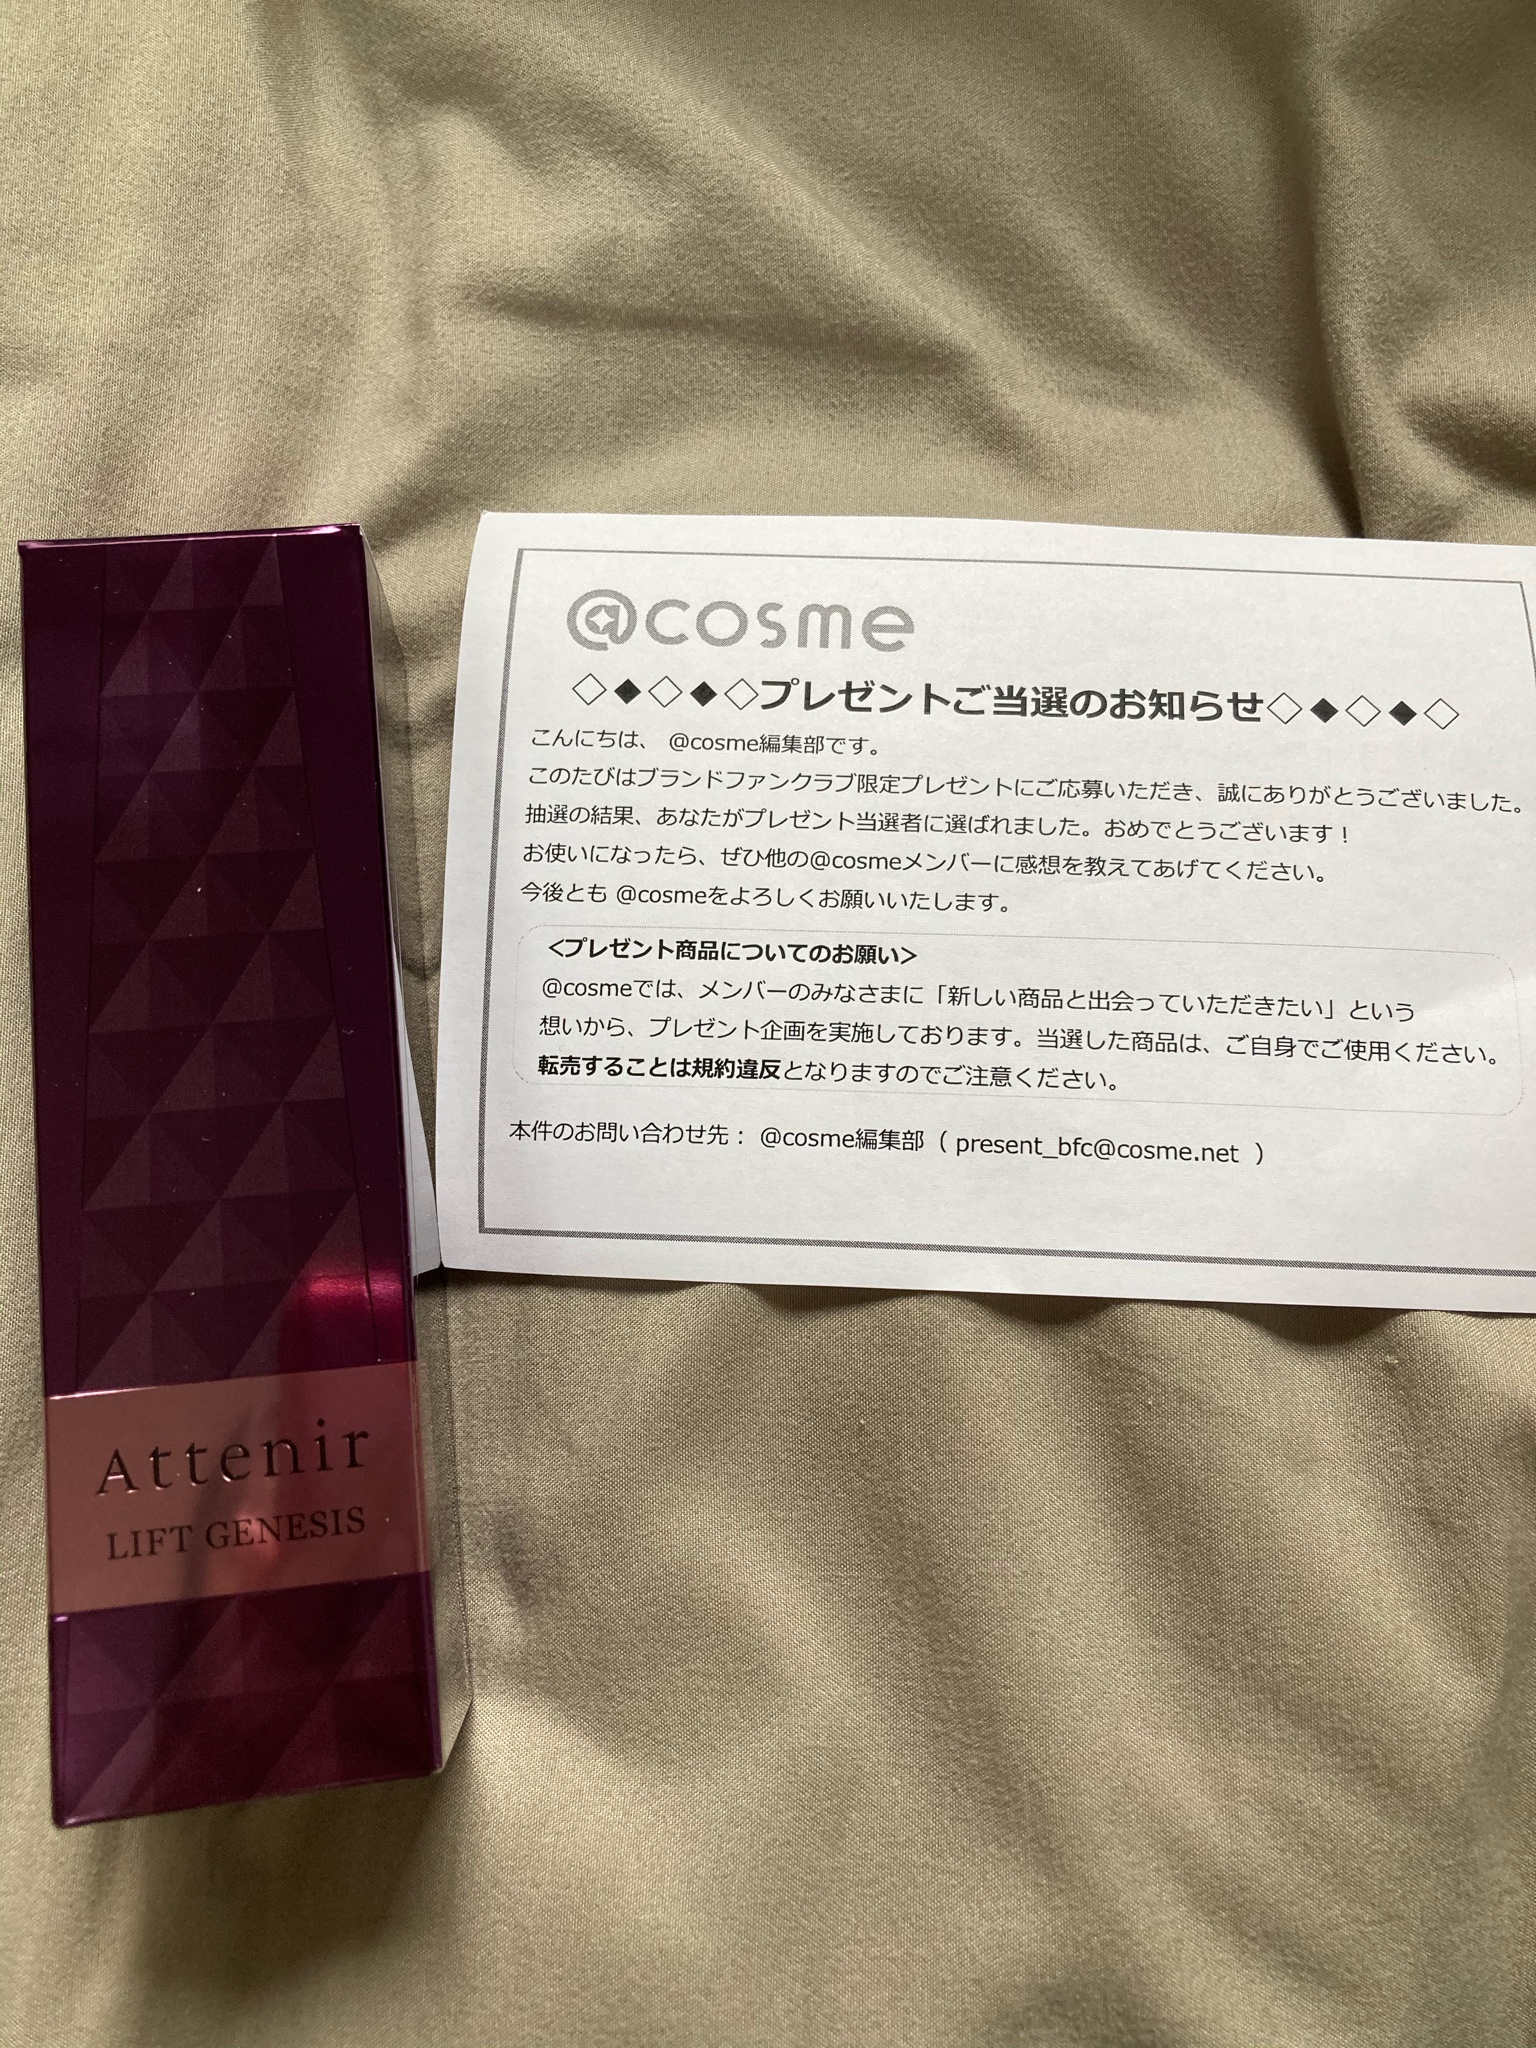 @cosme
◇◆◇◆◇プレゼントご当選のお知らせ◇◆◇◆◇
こんにちは、 @cosme編集部です。
このたびはブランドファンクラブ限定プレゼントにご応募いただき、誠にありがとうございました。
抽選の結果、あなたがプレゼント当選者に選ばれました。おめでとうございます！
お使いになったら、ぜひ他の@cosmeメンバーに感想を教えてあげてください。
今後とも @cosmeをよろしくお願いいたします。
<プレゼント商品についてのお願い>
@cosmeでは、メンバーのみなさまに「新しい商品と出会っていただきたい」という
想いから、プレゼント企画を実施しております。当選した商品は、ご自身でご使用ください。
転売することは規約違反となりますのでご注意ください。
本件のお問い合わせ先： @cosme編集部（ present_bfc@cosme.net ）
Attenir
LIFT GENESIS